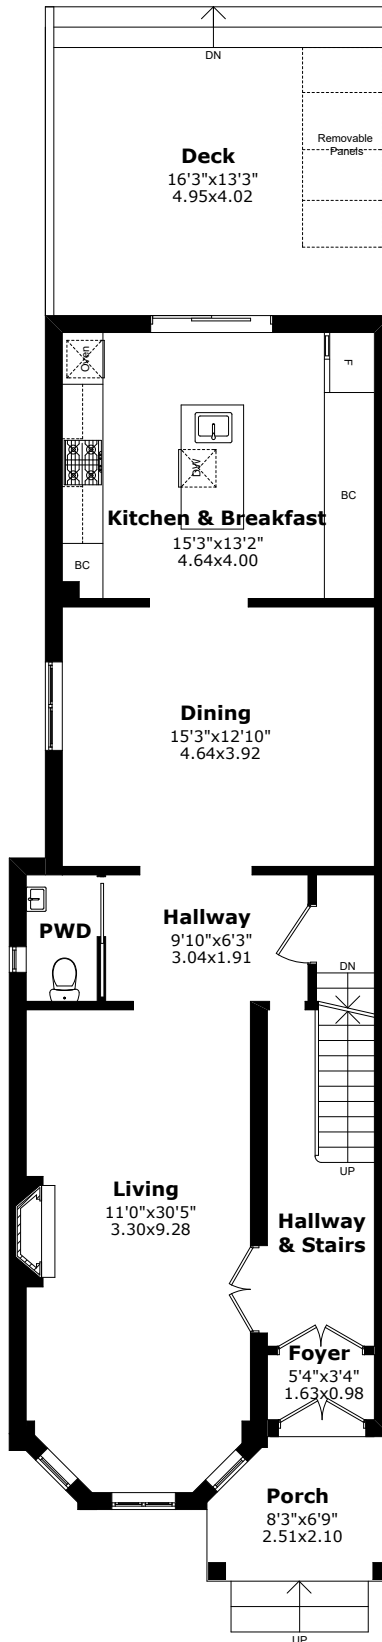 DN
Removable
Panels
Deck
16'3"x13'3"
4.95x4.02
Oven
F
DW
BC
Kitchen & Breakfast
15'3"x13'2"
4.64x4.00
BC
Dining
15'3"x12'10"
4.64x3.92
PWD
Hallway
9'10"x6'3"
3.04x1.91
DN
UP
Living
11'0"x30'5"
3.30x9.28
Hallway
& Stairs
Foyer
5'4"x3'4"
1.63x0.98
Porch
8'3"x6'9"
2.51x2.10
UP